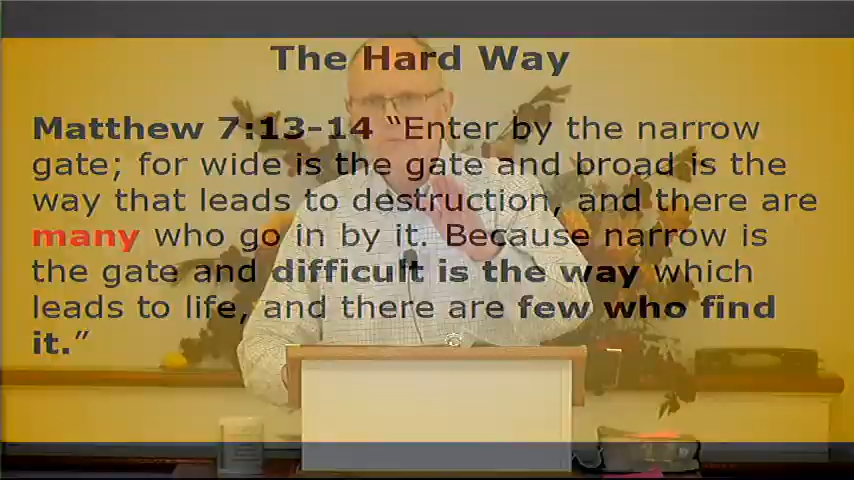 The Hard Way
Matthew 7:13-14 “Enter by the narrow
gate; for wide is the gate and broad is the
way that leads to destruction, and there are
many who go in by it. Because narrow is
the gate and difficult is the way which
leads to life, and there are few who find
it.”